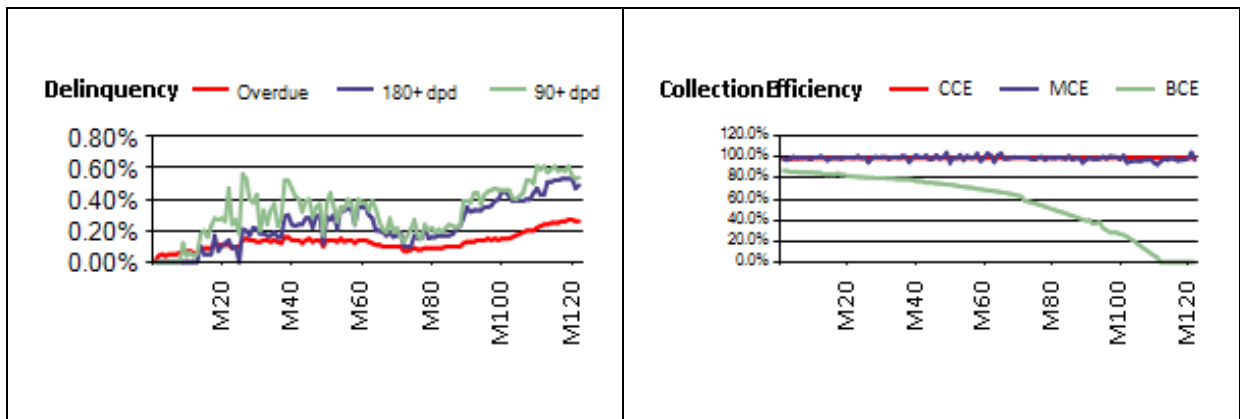 Delinquency Overdue 180+ dpd 90+ dpd
0.80%
0.60%
0.40%
0.20%
0.00%
M20
M40
M60
M80
M100
M120
Collection Efficiency CCE MCE BCE
120.0%
100.0%
80.0%
60.0%
40.0%
20.0%
0.0%
M20
M40
M60
M80
M100
M120